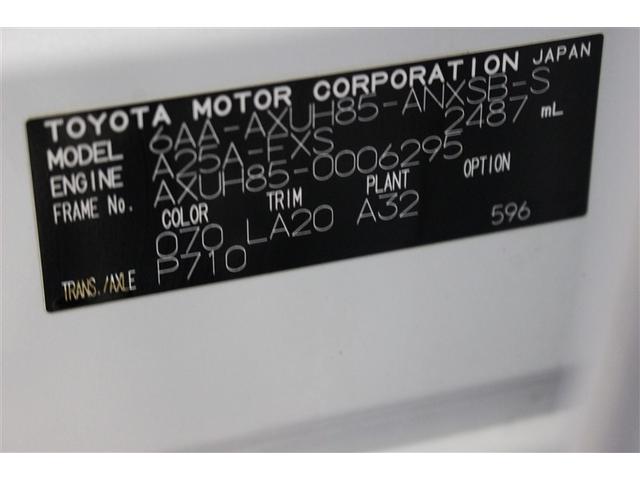 TOYOTA MOTOR CORPORATION JAPAN
MODEL 6AA-AXUH85-ANXSB-S
ENGINE A25A-FXS 2487 mL
FRAME No. AXUH85-0006295
COLOR TRIM PLANT OPTION
070 LA20 A32 596
TRANS./AXLE P710